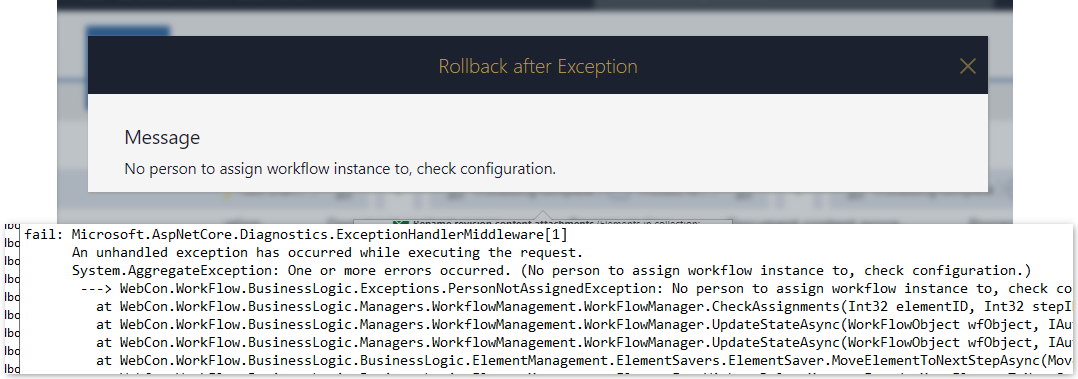 Rollback after Exception
Message
No person to assign workflow instance to, check configuration.
fail: Microsoft.AspNetCore.Diagnostics.ExceptionHandlerMiddleware[1]
An unhandled exception has occurred while executing the request.
System.AggregateException: One or more errors occurred. (No person to assign workflow instance to, check configuration.)
---> WebCon.WorkFlow.BusinessLogic.Exceptions.PersonNotAssignedException: No person to assign workflow instance to, check co
at WebCon.WorkFlow.BusinessLogic.Managers.WorkflowManagement.WorkFlowManager.CheckAssignments(Int32 elementID, Int32 stepI
at WebCon.WorkFlow.BusinessLogic.Managers.WorkflowManagement.WorkFlowManager.UpdateStateAsync(WorkFlowObject wfObject, IAu
at WebCon.WorkFlow.BusinessLogic.Managers.WorkflowManagement.WorkFlowManager.UpdateStateAsync(WorkFlowObject wfObject, IAu
at WebCon.WorkFlow.BusinessLogic.BusinessLogic.ElementManagement.ElementSavers.ElementSaver.MoveElementToNextStepAsync(Mov